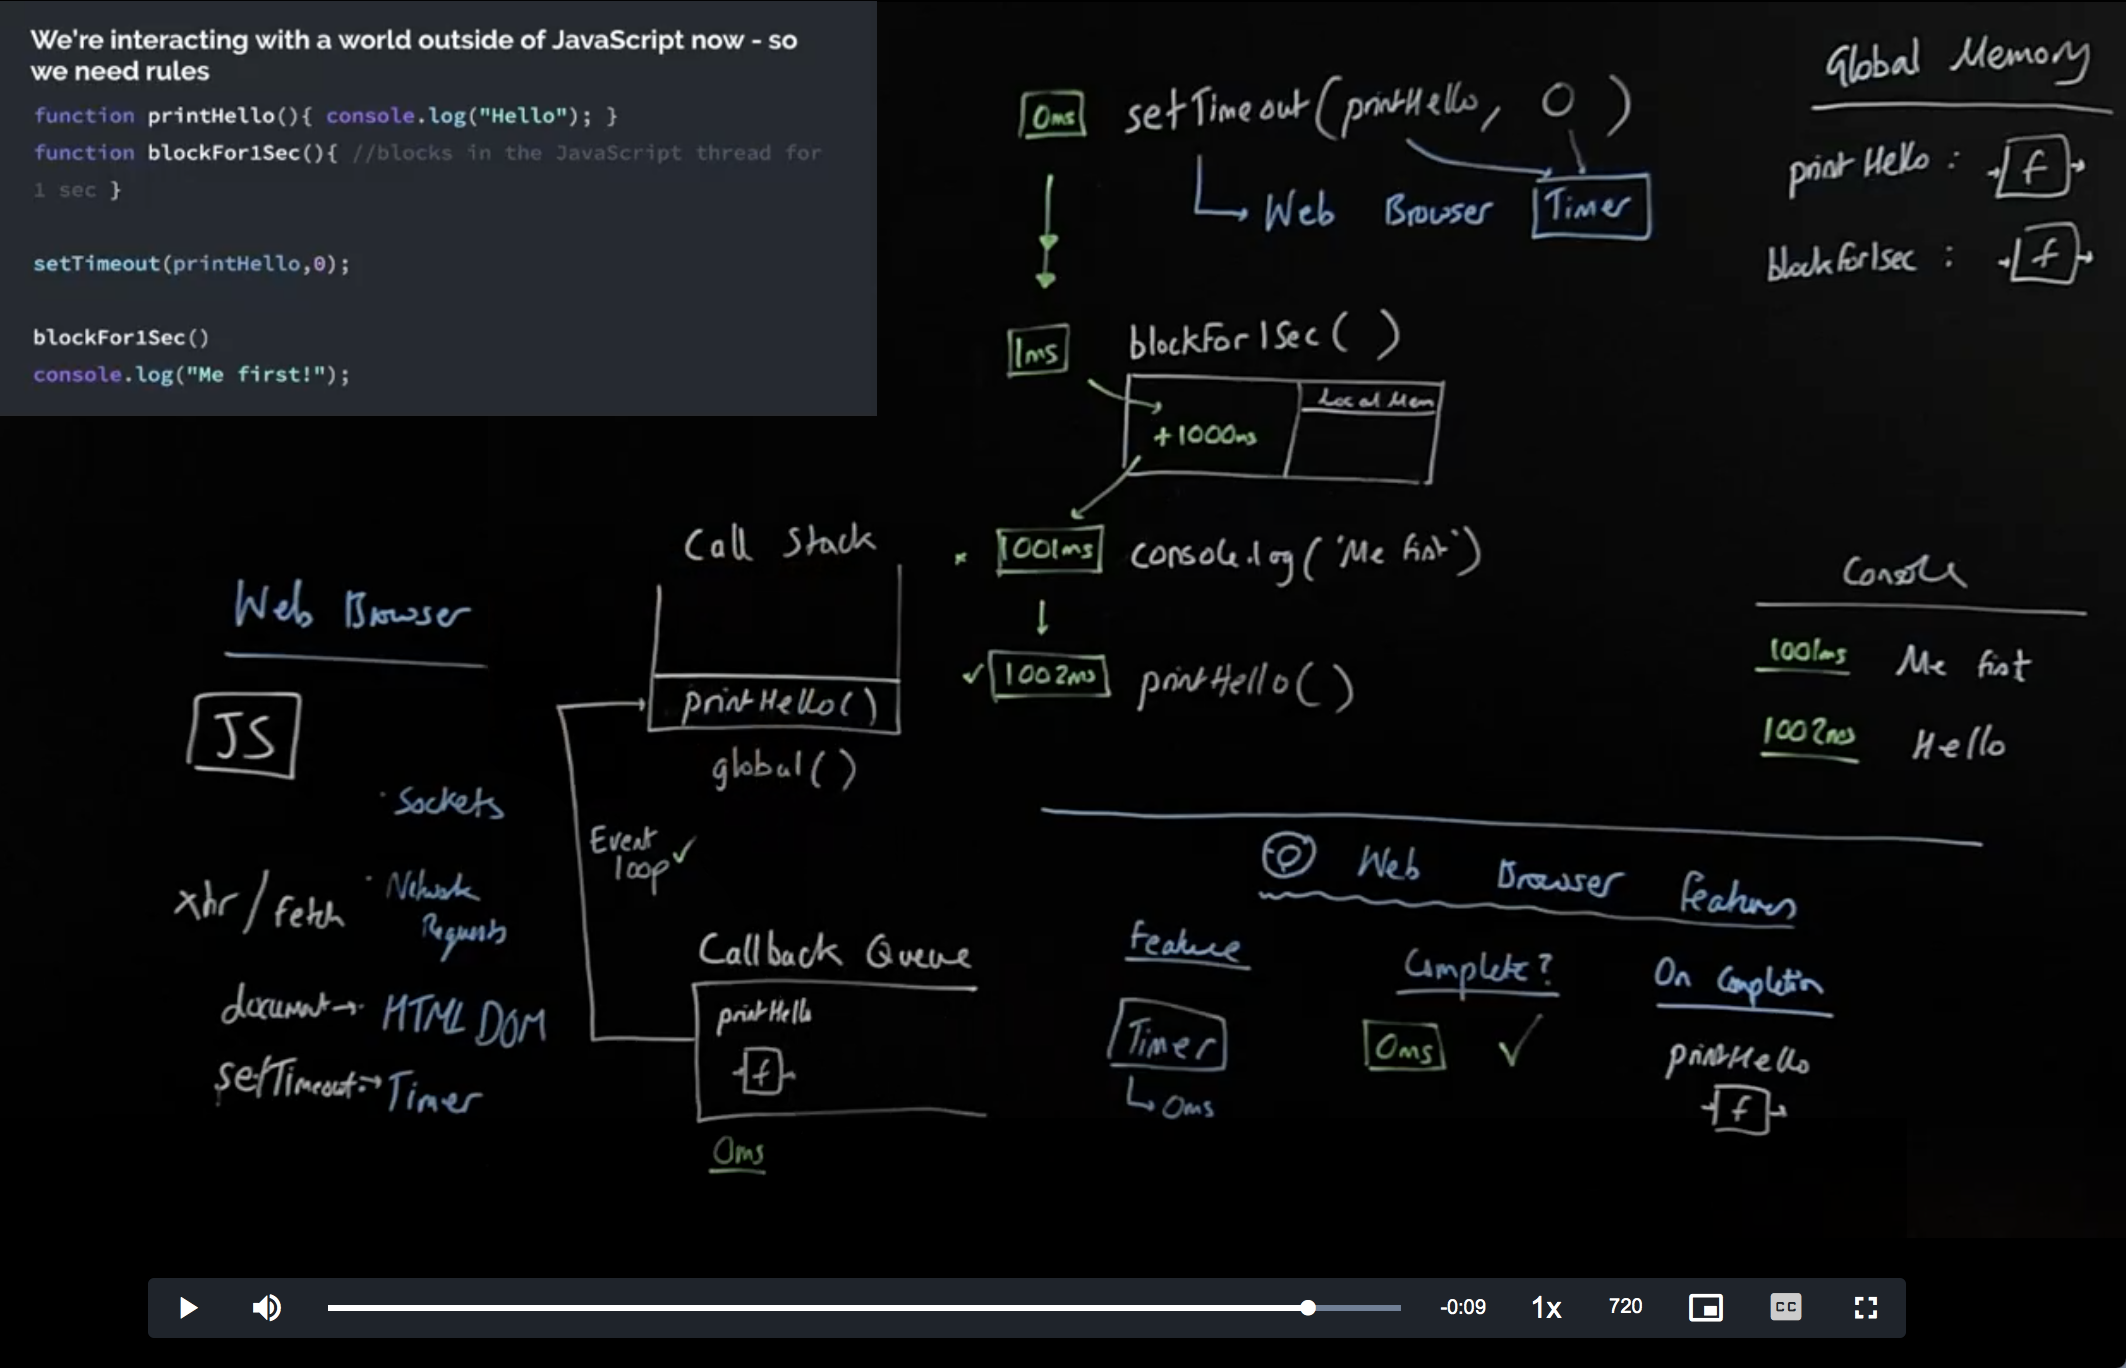 We're interacting with a world outside of JavaScript now - so
we need rules
function printHello(){ console.log("Hello"); }
function blockFor1Sec(){ //blocks in the JavaScript thread for
1 sec }
setTimeout(printHello,0);
blockFor1Sec()
console.log("Me first!");
0ms setTimeout(printHello, 0)
Web Browser Timer
1ms blockFor1Sec( )
Local Mem
+1000ms
1001ms console.log('Me first')
1002ms printHello( )
Global Memory
printHello : f
blockfor1sec : f
Console
1001ms Me first
1002ms Hello
Web Browser
JS
Sockets
xhr/fetch Network
Requests
document → HTML DOM
setTimeout → Timer
Call Stack
printHello()
global()
Event
loop ✓
Callback Queue
printHello
f
0ms
Web Browser Features
Feature Complete? On Completion
Timer 0ms ✓ printHello
0ms f
-0:09 1x 720 CC